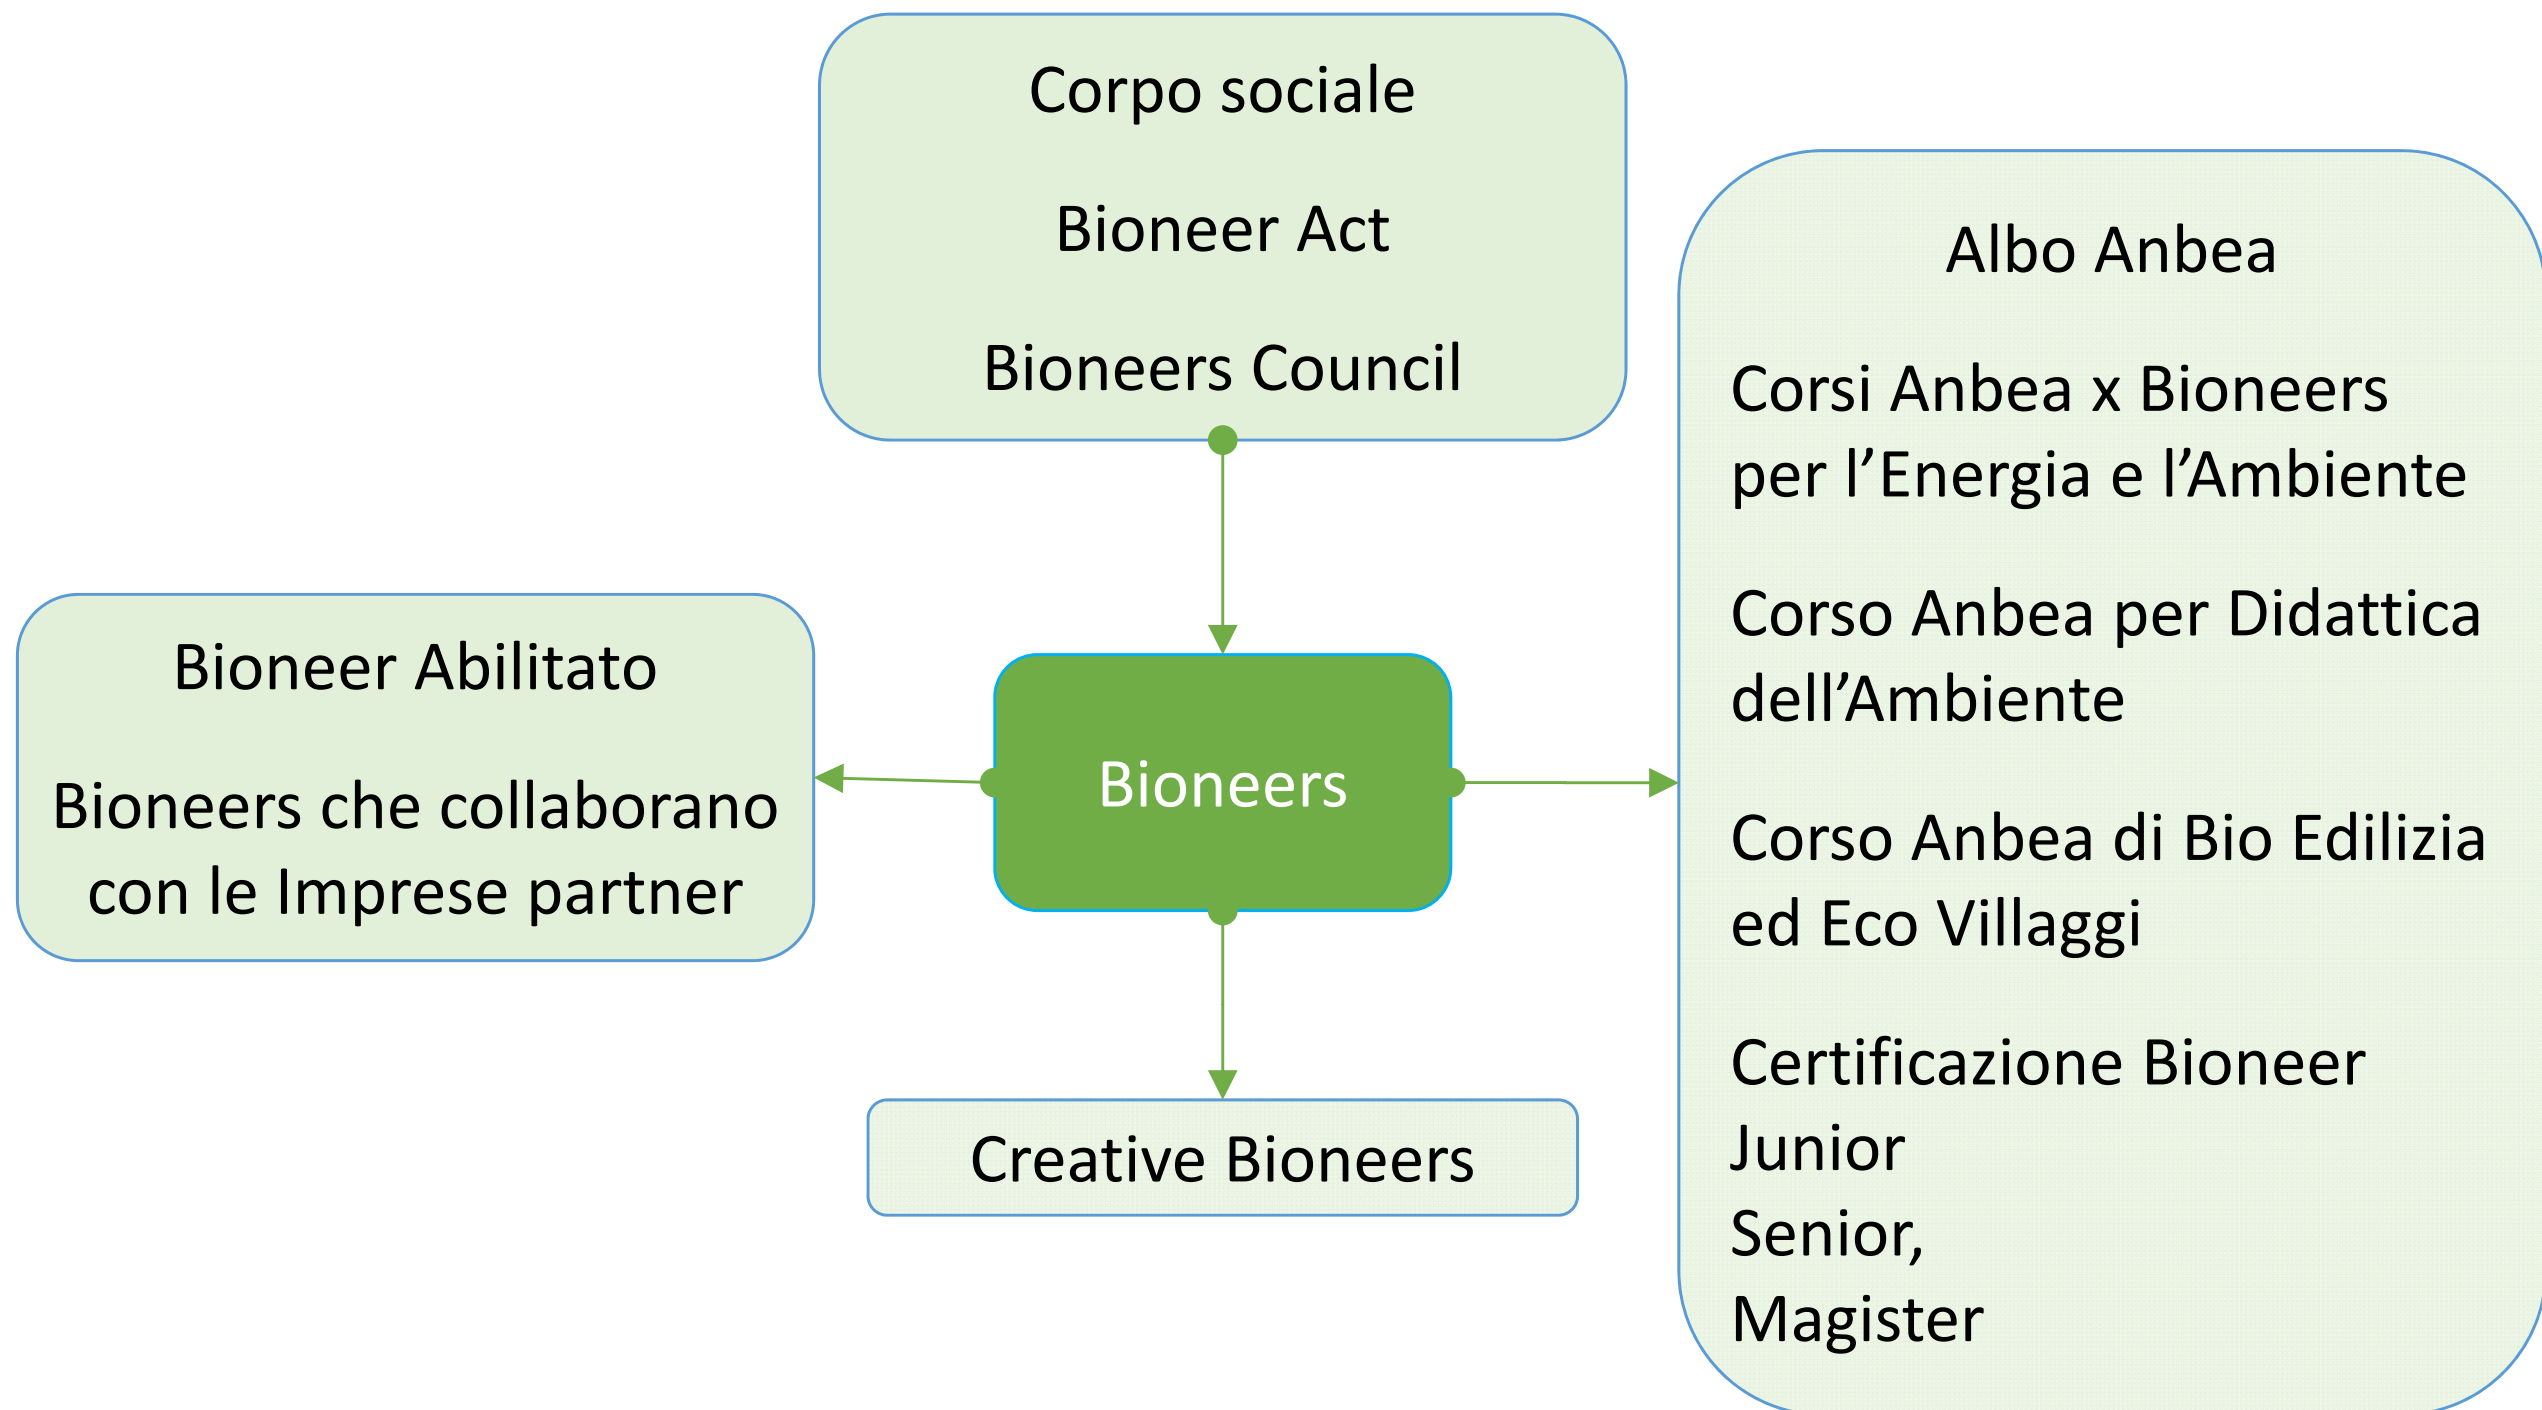 Corpo sociale
Bioneer Act
Bioneers Council
Bioneer Abilitato
Bioneers che collaborano
con le Imprese partner
Bioneers
Creative Bioneers
Albo Anbea
Corsi Anbea x Bioneers
per l’Energia e l’Ambiente
Corso Anbea per Didattica
dell’Ambiente
Corso Anbea di Bio Edilizia
ed Eco Villaggi
Certificazione Bioneer
Junior
Senior,
Magister